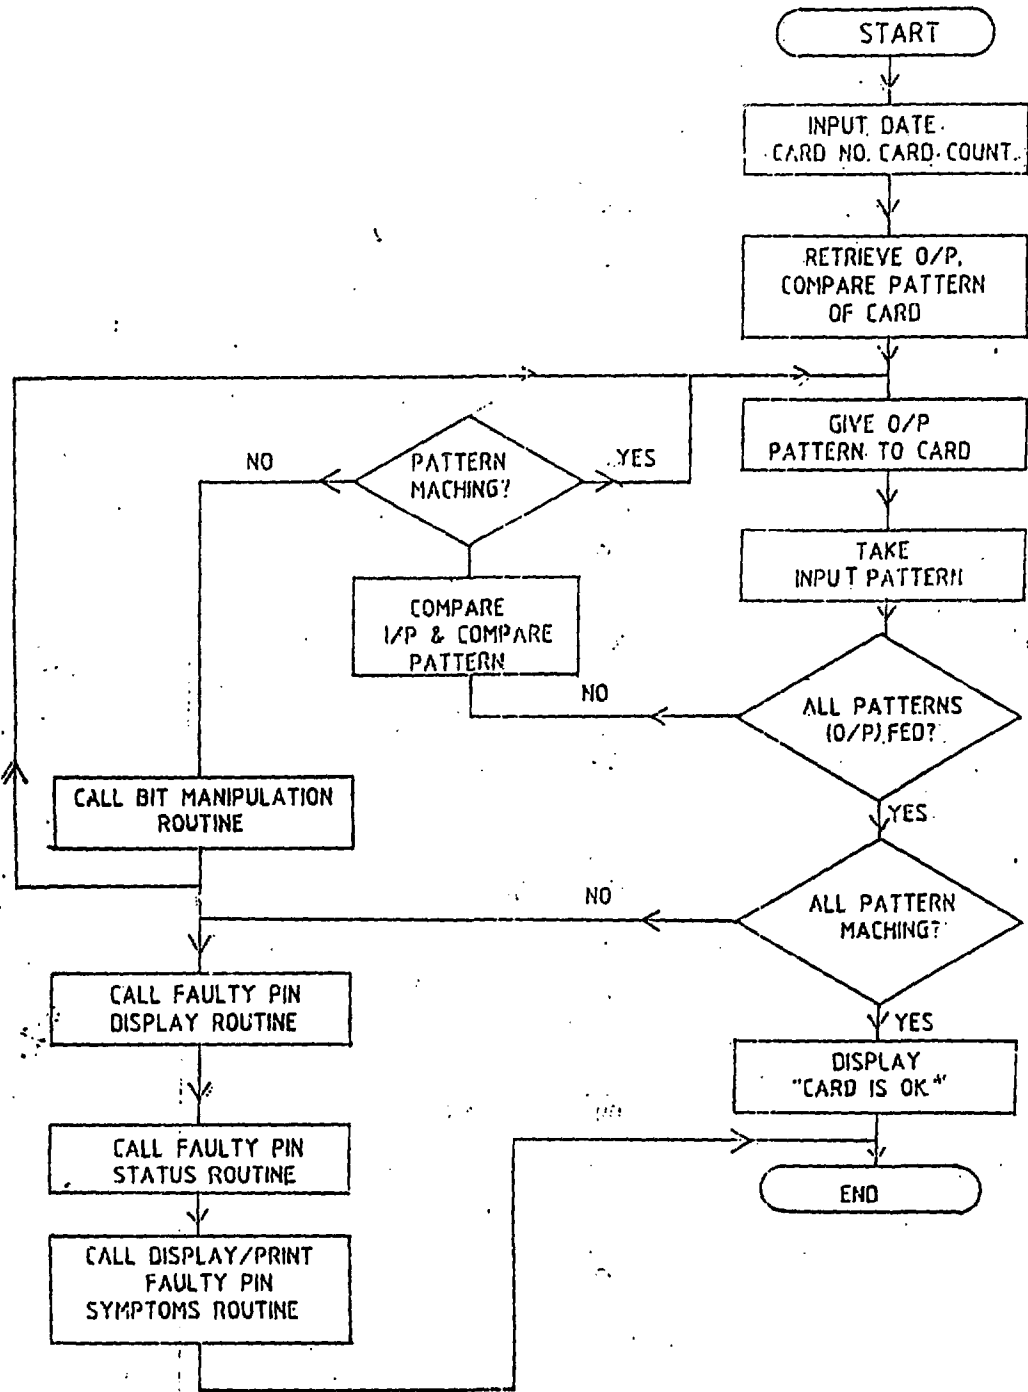 START
INPUT DATE
CARD NO. CARD COUNT.
RETRIEVE O/P,
COMPARE PATTERN
OF CARD
GIVE O/P
PATTERN TO CARD
TAKE
INPUT PATTERN
ALL PATTERNS
(O/P) FED?
NO
YES
COMPARE
I/P & COMPARE
PATTERN
PATTERN
MACHING?
NO
YES
CALL BIT MANIPULATION
ROUTINE
ALL PATTERN
MACHING?
NO
YES
DISPLAY
"CARD IS OK"
CALL FAULTY PIN
DISPLAY ROUTINE
CALL FAULTY PIN
STATUS ROUTINE
CALL DISPLAY/PRINT
FAULTY PIN
SYMPTOMS ROUTINE
END